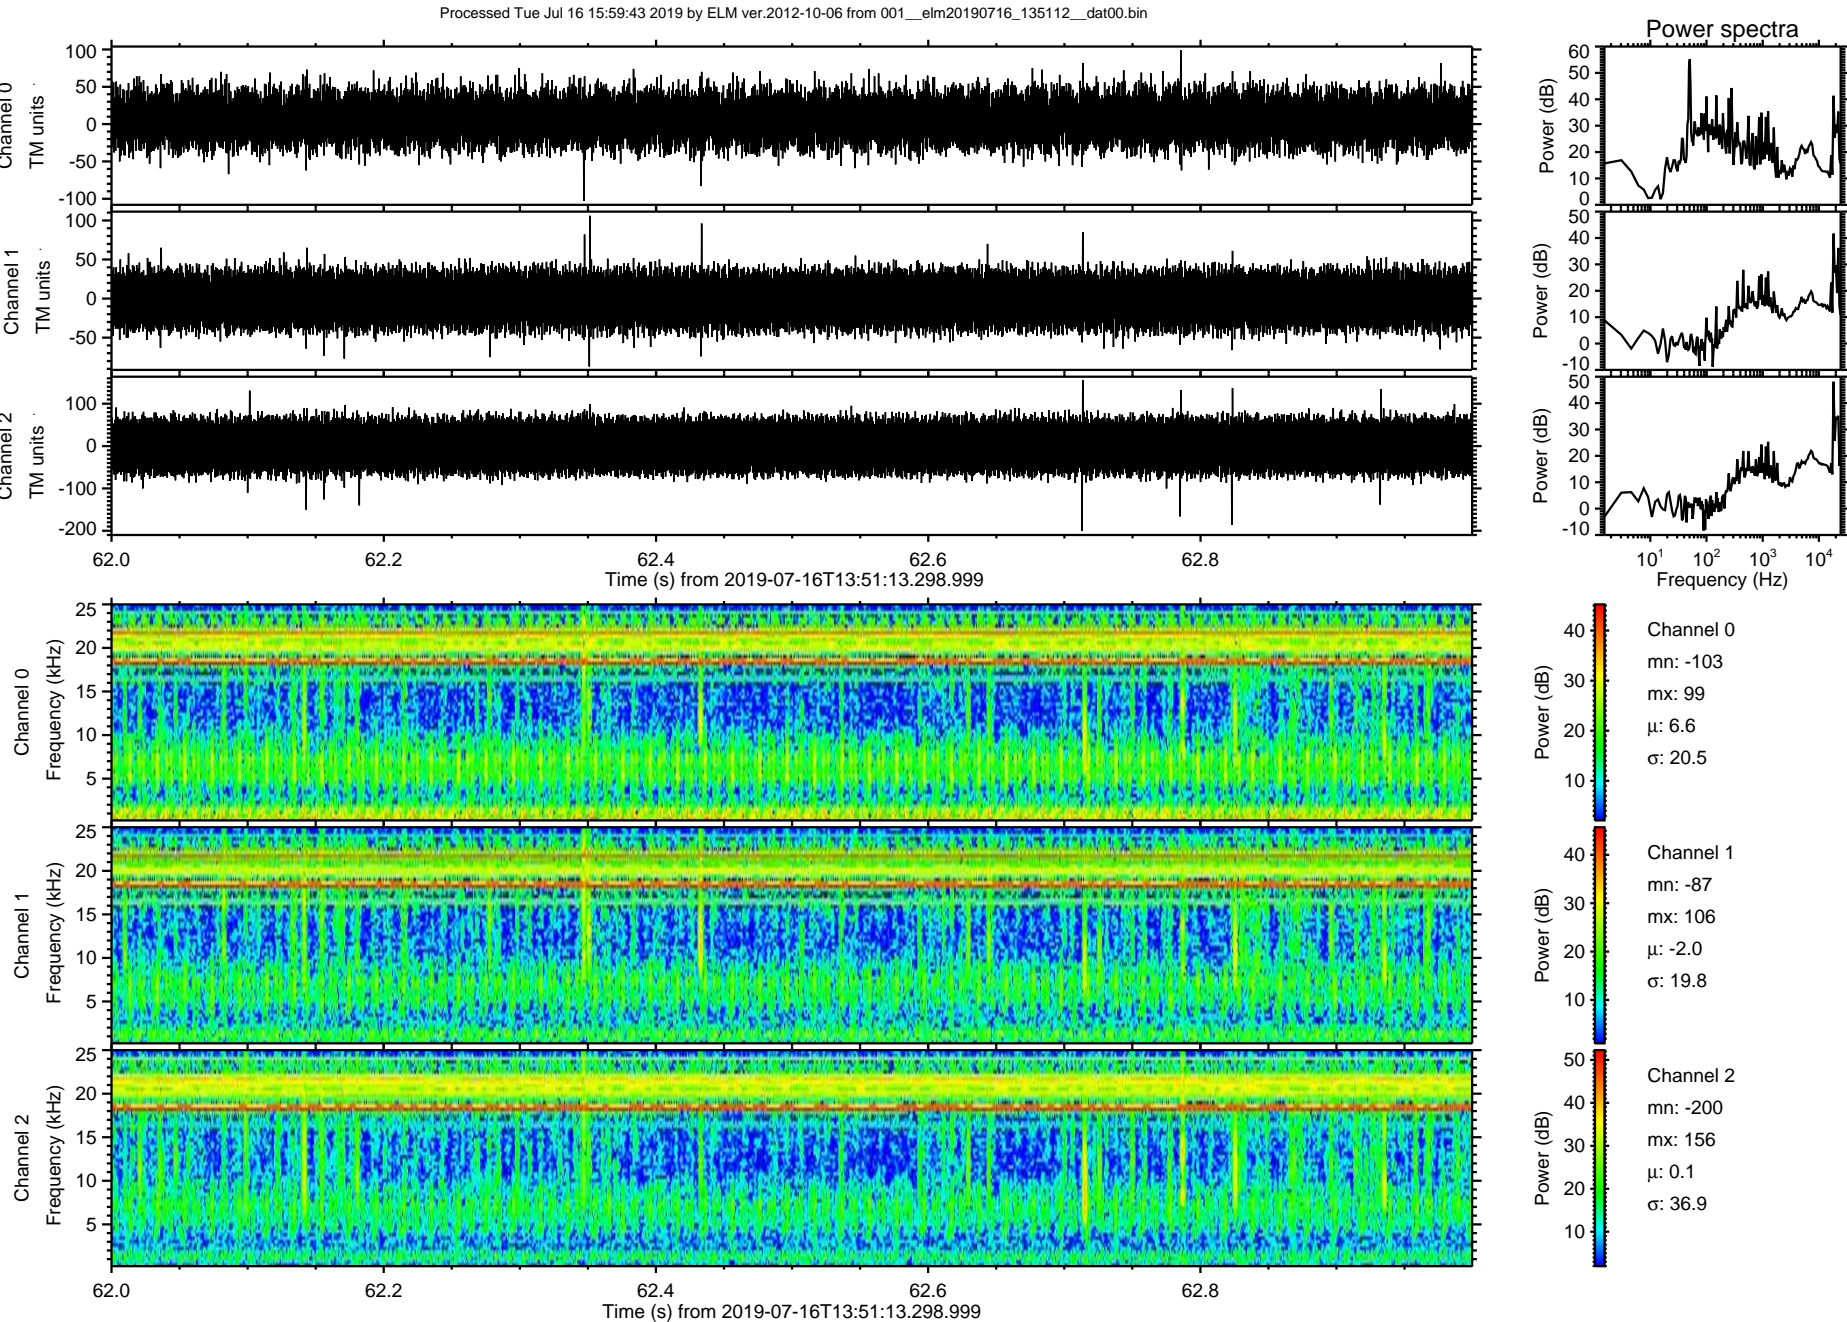 Processed Tue Jul 16 15:59:43 2019 by ELM ver.2012-10-06 from 001__elm20190716_135112__dat00.bin
Power spectra
Channel 0
TM units
100
50
0
-50
-100
Power (dB)
60
50
40
30
20
10
0
Channel 1
TM units
100
50
0
-50
Power (dB)
50
40
30
20
10
0
-10
Channel 2
TM units
100
0
-100
-200
Power (dB)
50
40
30
20
10
0
-10
62.0 62.2 62.4 62.6 62.8
Time (s) from 2019-07-16T13:51:13.298.999
10¹ 10² 10³ 10⁴
Frequency (Hz)
Channel 0
Frequency (kHz)
25
20
15
10
5
Power (dB)
40
30
20
10
Channel 0
mn: -103
mx: 99
μ: 6.6
σ: 20.5
Channel 1
Frequency (kHz)
25
20
15
10
5
Power (dB)
40
30
20
10
Channel 1
mn: -87
mx: 106
μ: -2.0
σ: 19.8
Channel 2
Frequency (kHz)
25
20
15
10
5
Power (dB)
50
40
30
20
10
Channel 2
mn: -200
mx: 156
μ: 0.1
σ: 36.9
62.0 62.2 62.4 62.6 62.8
Time (s) from 2019-07-16T13:51:13.298.999